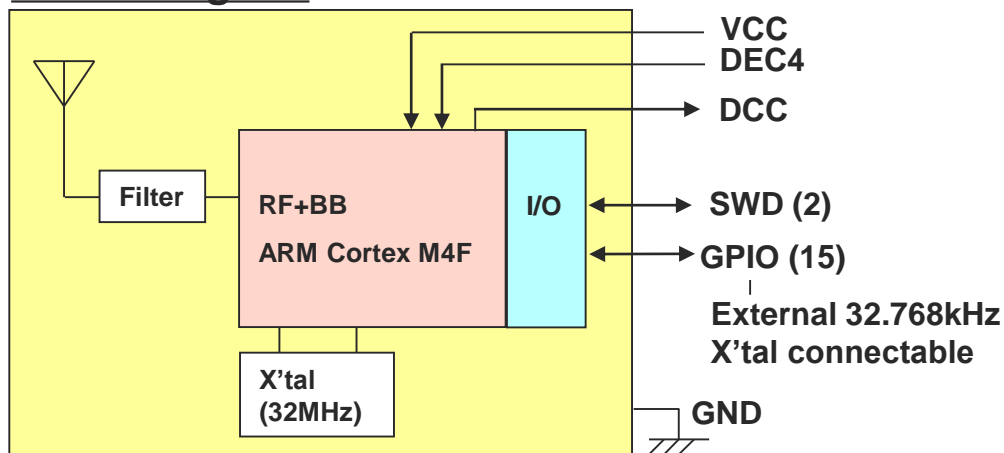 VCC
DEC4
DCC
Filter
RF+BB
ARM Cortex M4F
I/O
SWD (2)
GPIO (15)
External 32.768kHz
X'tal connectable
X'tal
(32MHz)
GND